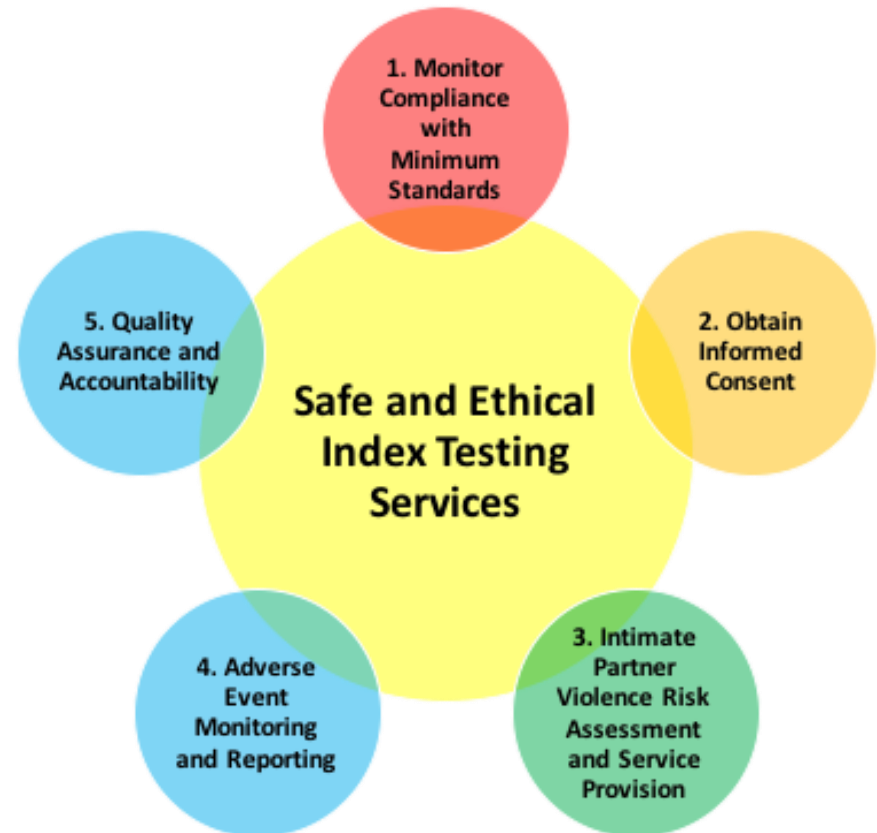 1. Monitor
Compliance
with
Minimum
Standards
2. Obtain
Informed
Consent
3. Intimate
Partner
Violence Risk
Assessment
and Service
Provision
4. Adverse
Event
Monitoring
and Reporting
5. Quality
Assurance and
Accountability
Safe and Ethical
Index Testing
Services